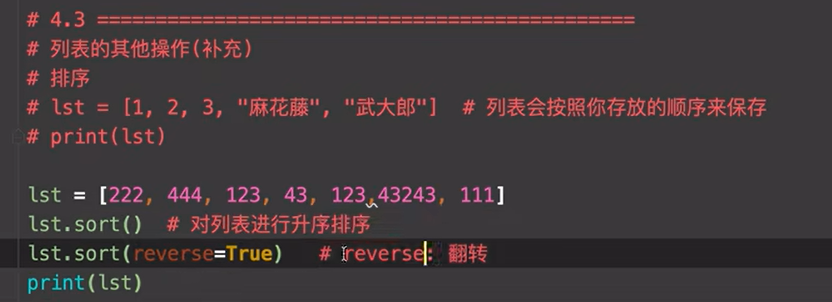 # 4.3 ==============================================
# 列表的其他操作(补充)
# 排序
# lst = [1, 2, 3, "麻花藤", "武大郎"]  # 列表会按照你存放的顺序来保存
# print(lst)
lst = [222, 444, 123, 43, 123,43243, 111]
lst.sort()  # 对列表进行升序排序
lst.sort(reverse=True)   # reverse: 翻转
print(lst)